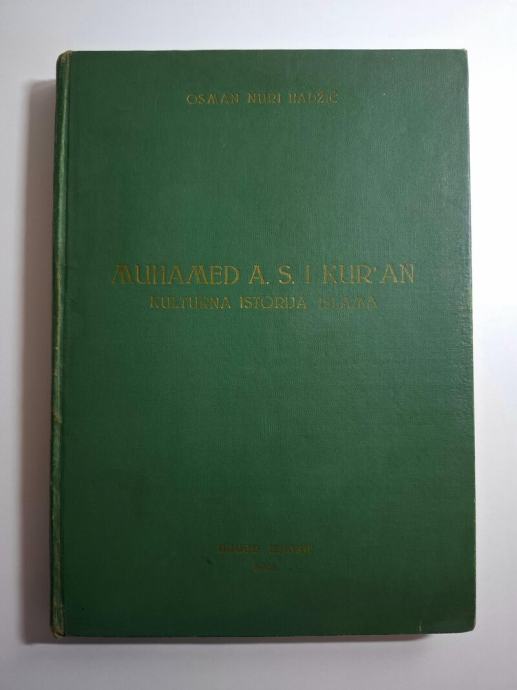 OSMAN NURI HADŽIĆ
MUHAMED A. S. I KUR'AN
KULTURNA ISTORIJA ISLAMA